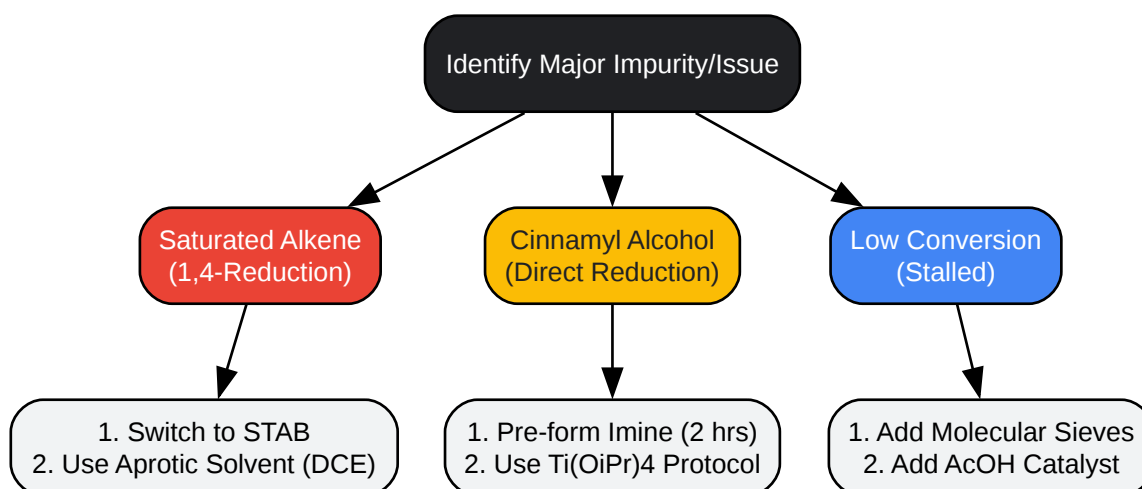 Identify Major Impurity/Issue
Saturated Alkene
(1,4-Reduction)
Cinnamyl Alcohol
(Direct Reduction)
Low Conversion
(Stalled)
1. Switch to STAB
2. Use Aprotic Solvent (DCE)
1. Pre-form Imine (2 hrs)
2. Use Ti(OiPr)4 Protocol
1. Add Molecular Sieves
2. Add AcOH Catalyst